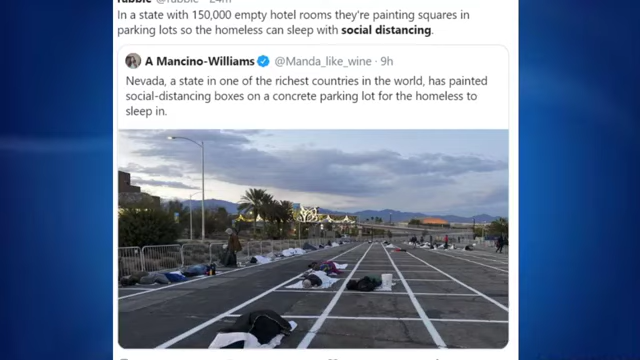 In a state with 150,000 empty hotel rooms they're painting squares in
parking lots so the homeless can sleep with social distancing.
A Mancino-Williams @Manda_like_wine · 9h
Nevada, a state in one of the richest countries in the world, has painted
social-distancing boxes on a concrete parking lot for the homeless to
sleep in.